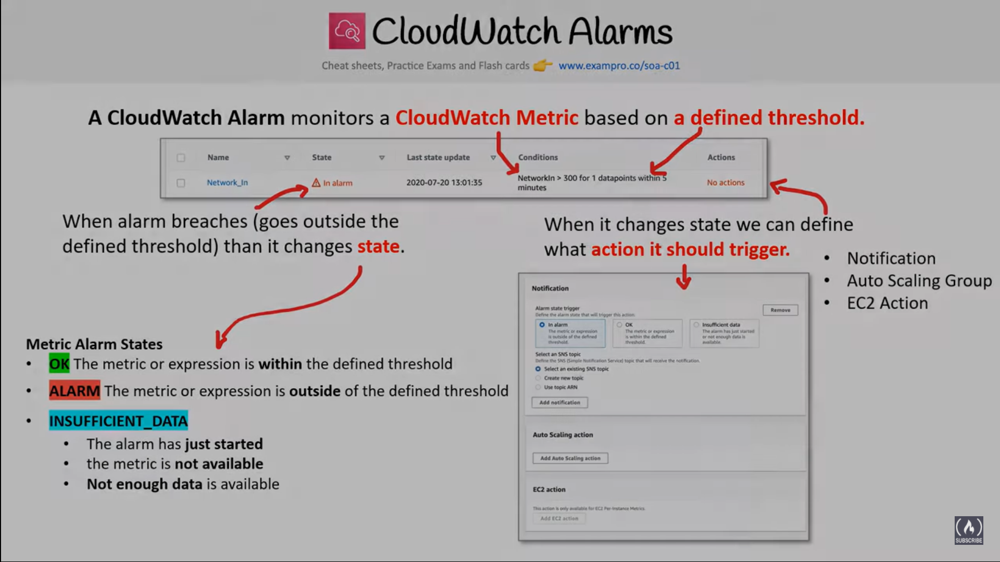 CloudWatch Alarms
Cheat sheets, Practice Exams and Flash cards 👉 www.exampro.co/soa-c01
A CloudWatch Alarm monitors a CloudWatch Metric based on a defined threshold.
Name State Last state update Conditions Actions
Network_In In alarm 2020-07-20 13:01:35 NetworkIn > 300 for 1 datapoints within 5
minutes
No actions
When alarm breaches (goes outside the
defined threshold) than it changes state.
When it changes state we can define
what action it should trigger.
• Notification
• Auto Scaling Group
• EC2 Action
Metric Alarm States
• OK The metric or expression is within the defined threshold
• ALARM The metric or expression is outside of the defined threshold
• INSUFFICIENT_DATA
• The alarm has just started
• the metric is not available
• Not enough data is available
Notification
Alarm state trigger
Define the alarm state that will trigger this action.
Remove
In alarm
The metric or expression
is outside of the defined
threshold.
OK
The metric or expression
is within the defined
threshold.
Insufficient data
The alarm has just started
or not enough data is
available.
Select an SNS topic
Define the SNS (Simple Notification Service) topic that will receive the notification.
Select an existing SNS topic
Create new topic
Use topic ARN
Add notification
Auto Scaling action
Add Auto Scaling action
EC2 action
This action is only available for EC2 Per-Instance Metrics.
Add EC2 action
SUBSCRIBE